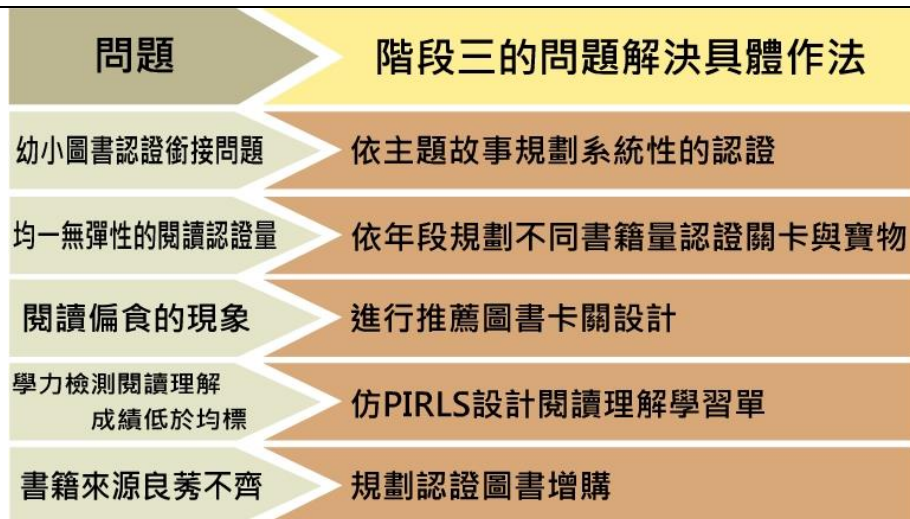 問題
階段三的問題解決具體作法
幼小圖書認證銜接問題
依主題故事規劃系統性的認證
均一無彈性的閱讀認證量
依年段規劃不同書籍量認證關卡與寶物
閱讀偏食的現象
進行推薦圖書卡關設計
學力檢測閱讀理解
成績低於均標
仿PIRLS設計閱讀理解學習單
書籍來源良莠不齊
規劃認證圖書增購